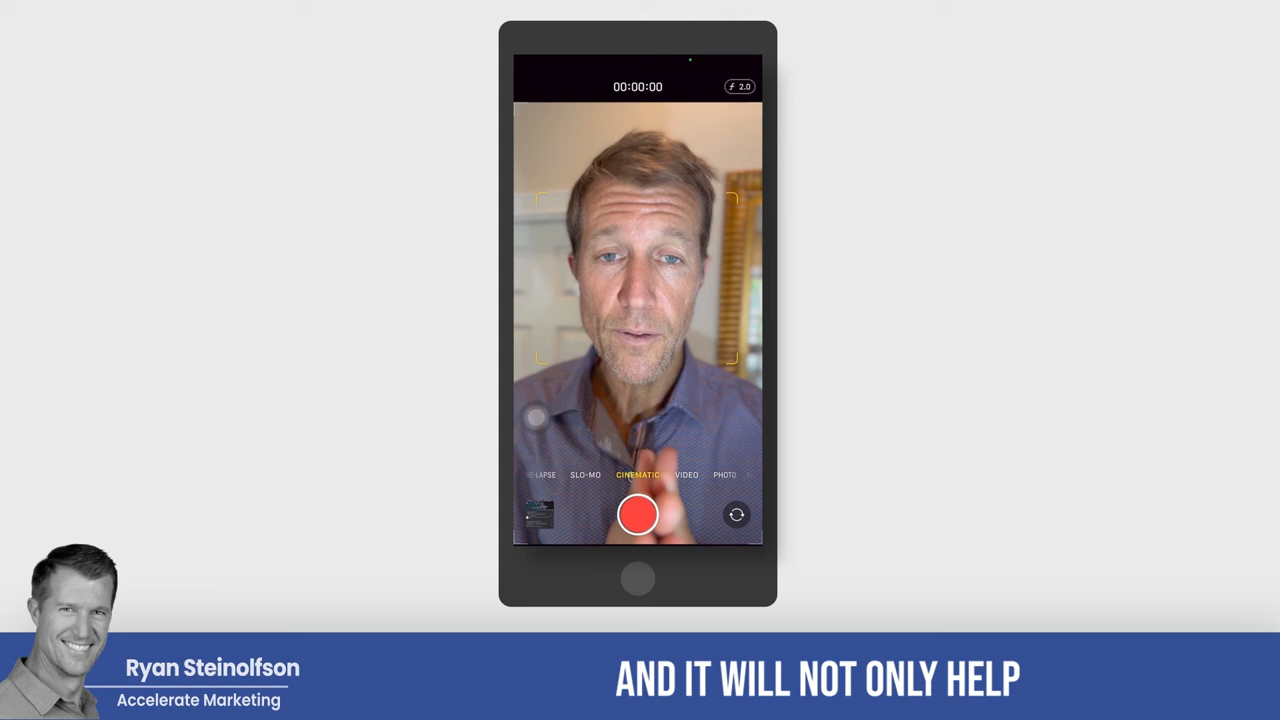 00:00:00
f 2.0
E-LAPSE SLO-MO CINEMATIC VIDEO PHOTO
Ryan Steinolfson
Accelerate Marketing
AND IT WILL NOT ONLY HELP